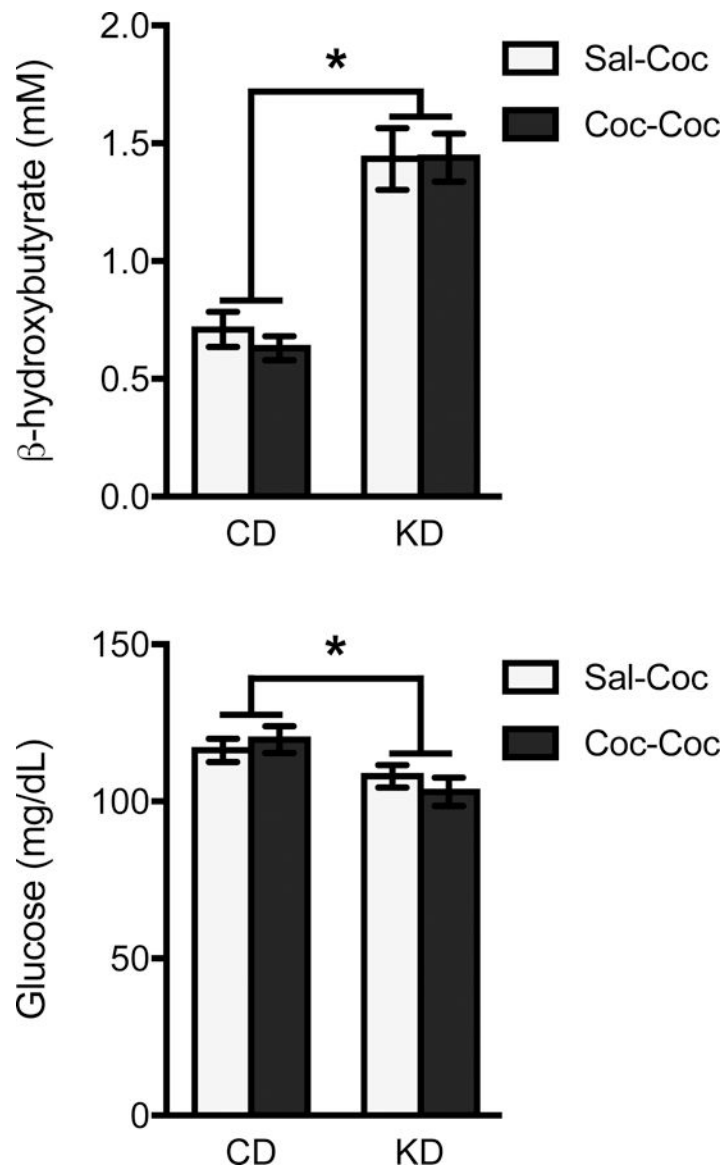 β-hydroxybutyrate (mM)
2.0
1.5
1.0
0.5
0.0
*
CD KD
Sal-Coc
Coc-Coc
Glucose (mg/dL)
150
100
50
0
*
CD KD
Sal-Coc
Coc-Coc